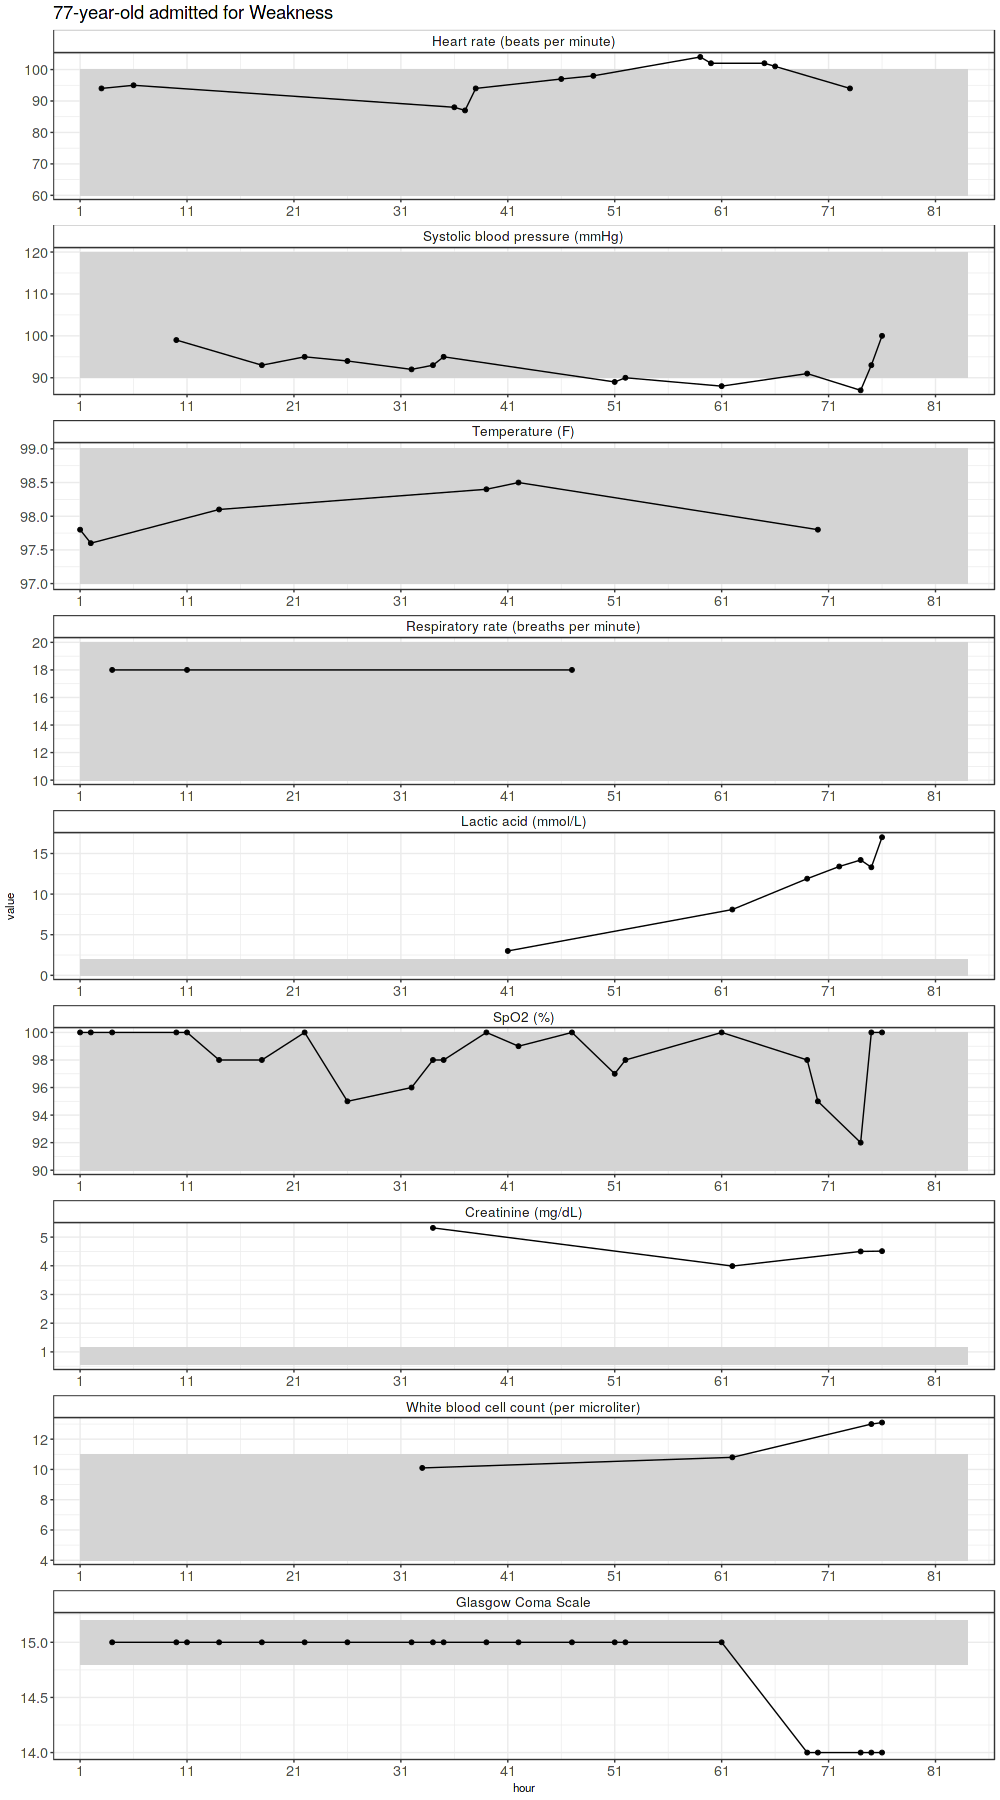 77-year-old admitted for Weakness
Heart rate (beats per minute)
100
90
80
70
60
1 11 21 31 41 51 61 71 81
Systolic blood pressure (mmHg)
120
110
100
90
1 11 21 31 41 51 61 71 81
Temperature (F)
99.0
98.5
98.0
97.5
97.0
1 11 21 31 41 51 61 71 81
Respiratory rate (breaths per minute)
20
18
16
14
12
10
1 11 21 31 41 51 61 71 81
Lactic acid (mmol/L)
15
10
5
0
1 11 21 31 41 51 61 71 81
value
SpO2 (%)
100
98
96
94
92
90
1 11 21 31 41 51 61 71 81
Creatinine (mg/dL)
5
4
3
2
1
1 11 21 31 41 51 61 71 81
White blood cell count (per microliter)
12
10
8
6
4
1 11 21 31 41 51 61 71 81
Glasgow Coma Scale
15.0
14.5
14.0
1 11 21 31 41 51 61 71 81
hour